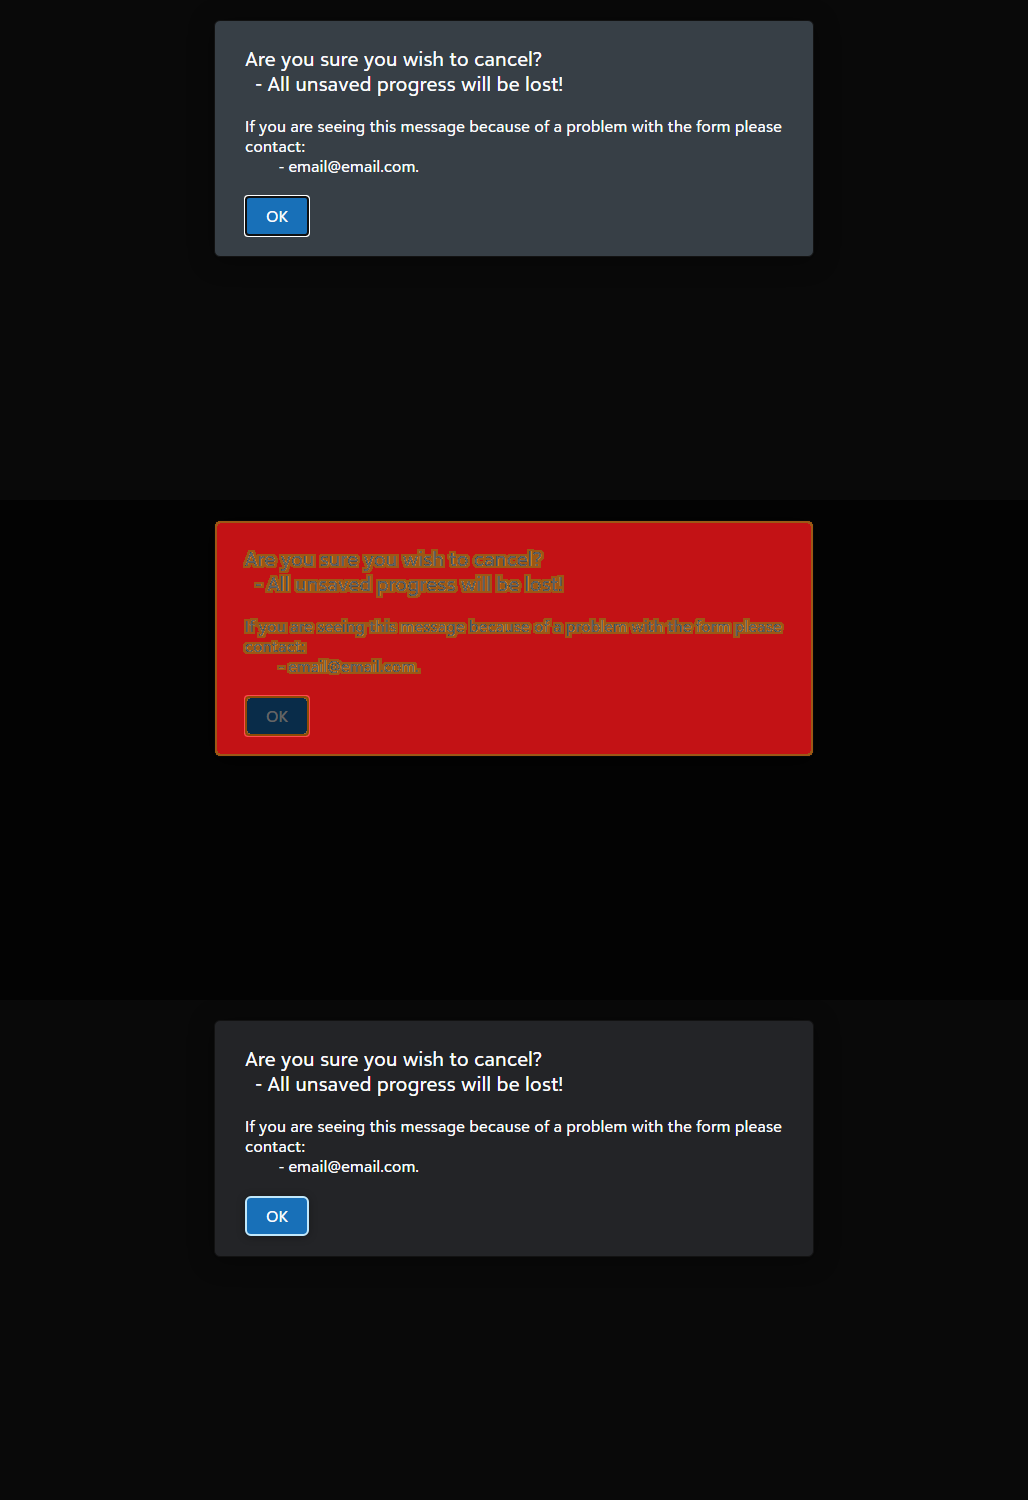 Are you sure you wish to cancel?
- All unsaved progress will be lost!
If you are seeing this message because of a problem with the form please
contact:
- email@email.com.
OK
Are you sure you wish to cancel?
- All unsaved progress will be lost!
If you are seeing this message because of a problem with the form please
contact:
- email@email.com.
OK
Are you sure you wish to cancel?
- All unsaved progress will be lost!
If you are seeing this message because of a problem with the form please
contact:
- email@email.com.
OK